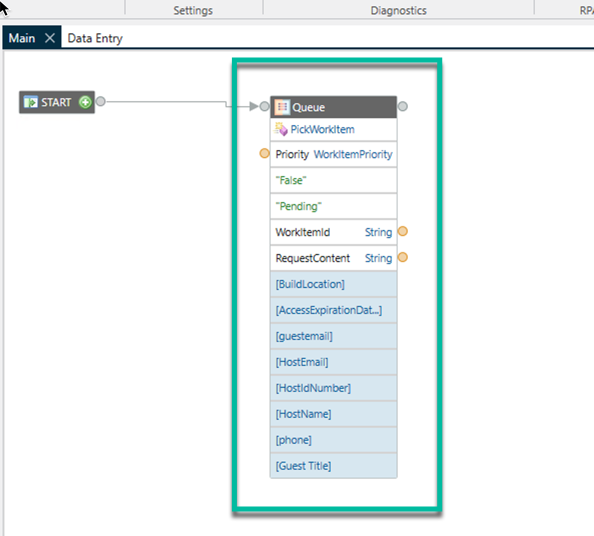 Settings
Diagnostics
RPA
Main
Data Entry
START
Queue
PickWorkItem
Priority WorkItemPriority
"False"
"Pending"
WorkItemId String
RequestContent String
[BuildLocation]
[AccessExpirationDat...]
[guestemail]
[HostEmail]
[HostIdNumber]
[HostName]
[phone]
[Guest Title]